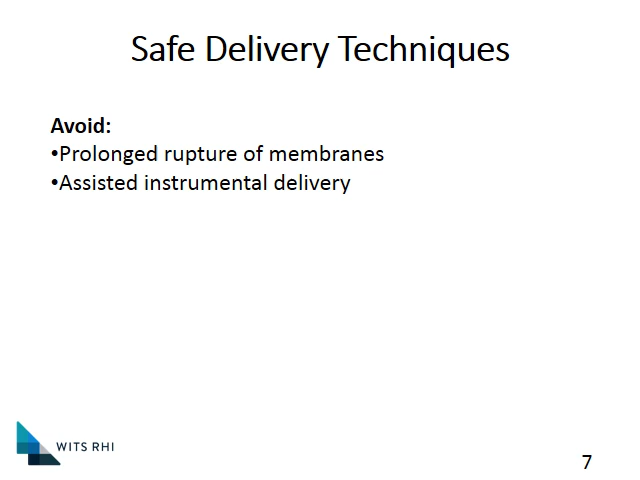 Safe Delivery Techniques
Avoid:
•Prolonged rupture of membranes
•Assisted instrumental delivery
WITS RHI
7